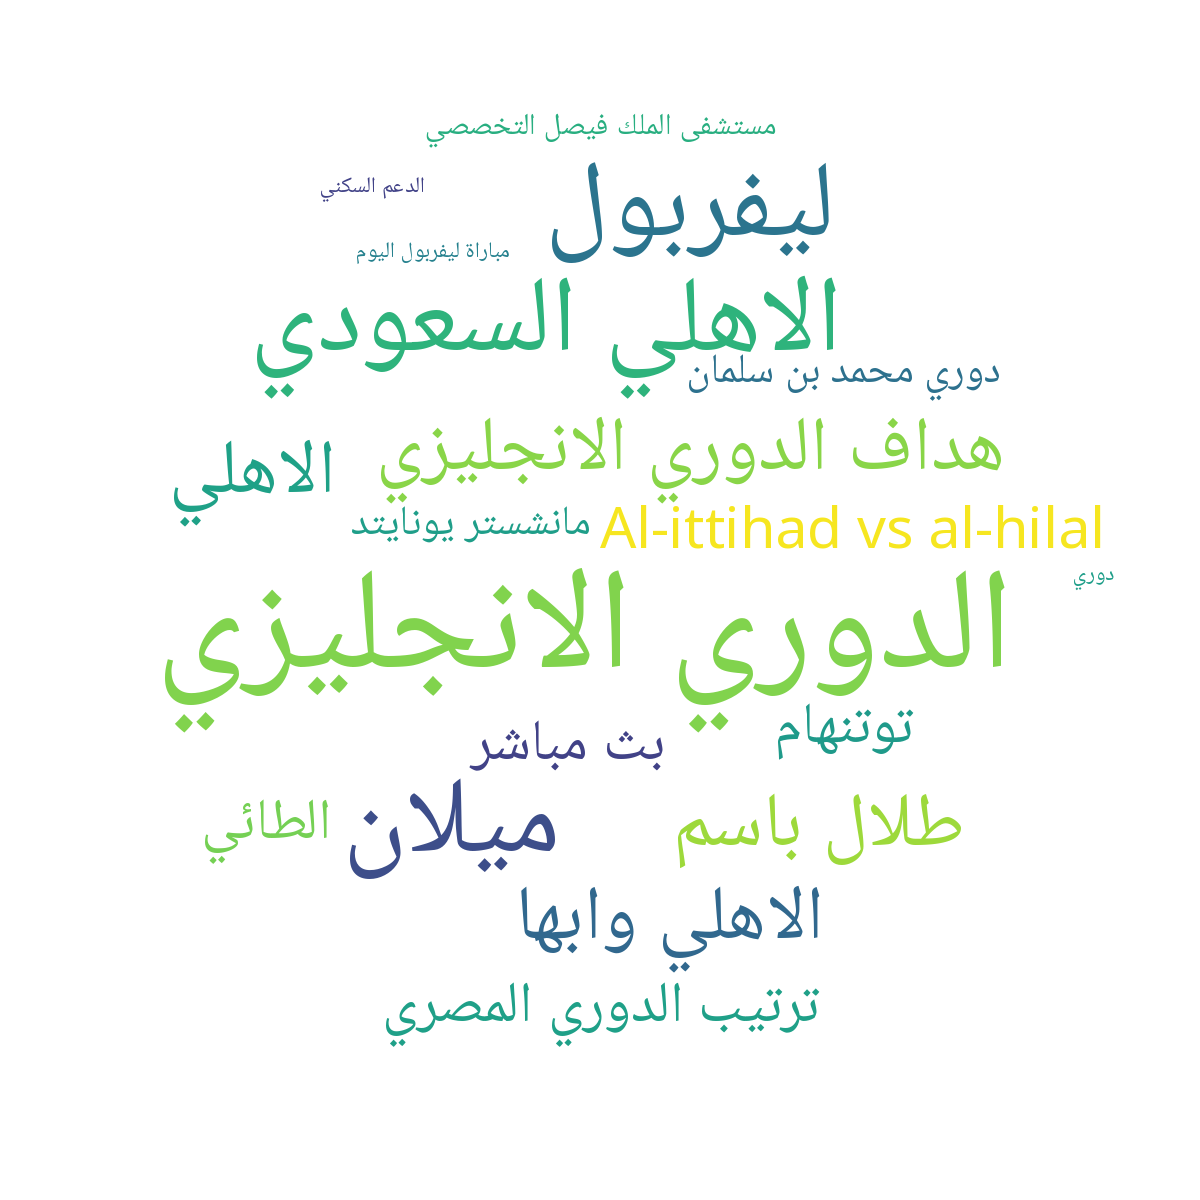 مستشفى الملك فيصل التخصصي
الدعم السكني
ليفربول
مباراة ليفربول اليوم
الاهلي السعودي
دوري محمد بن سلمان
هداف الدوري الانجليزي
الاهلي
مانشستر يونايتد
Al-ittihad vs al-hilal
دوري
الدوري الانجليزي
توتنهام
بث مباشر
ميلان
طلال باسم
الطائي
الاهلي وابها
ترتيب الدوري المصري